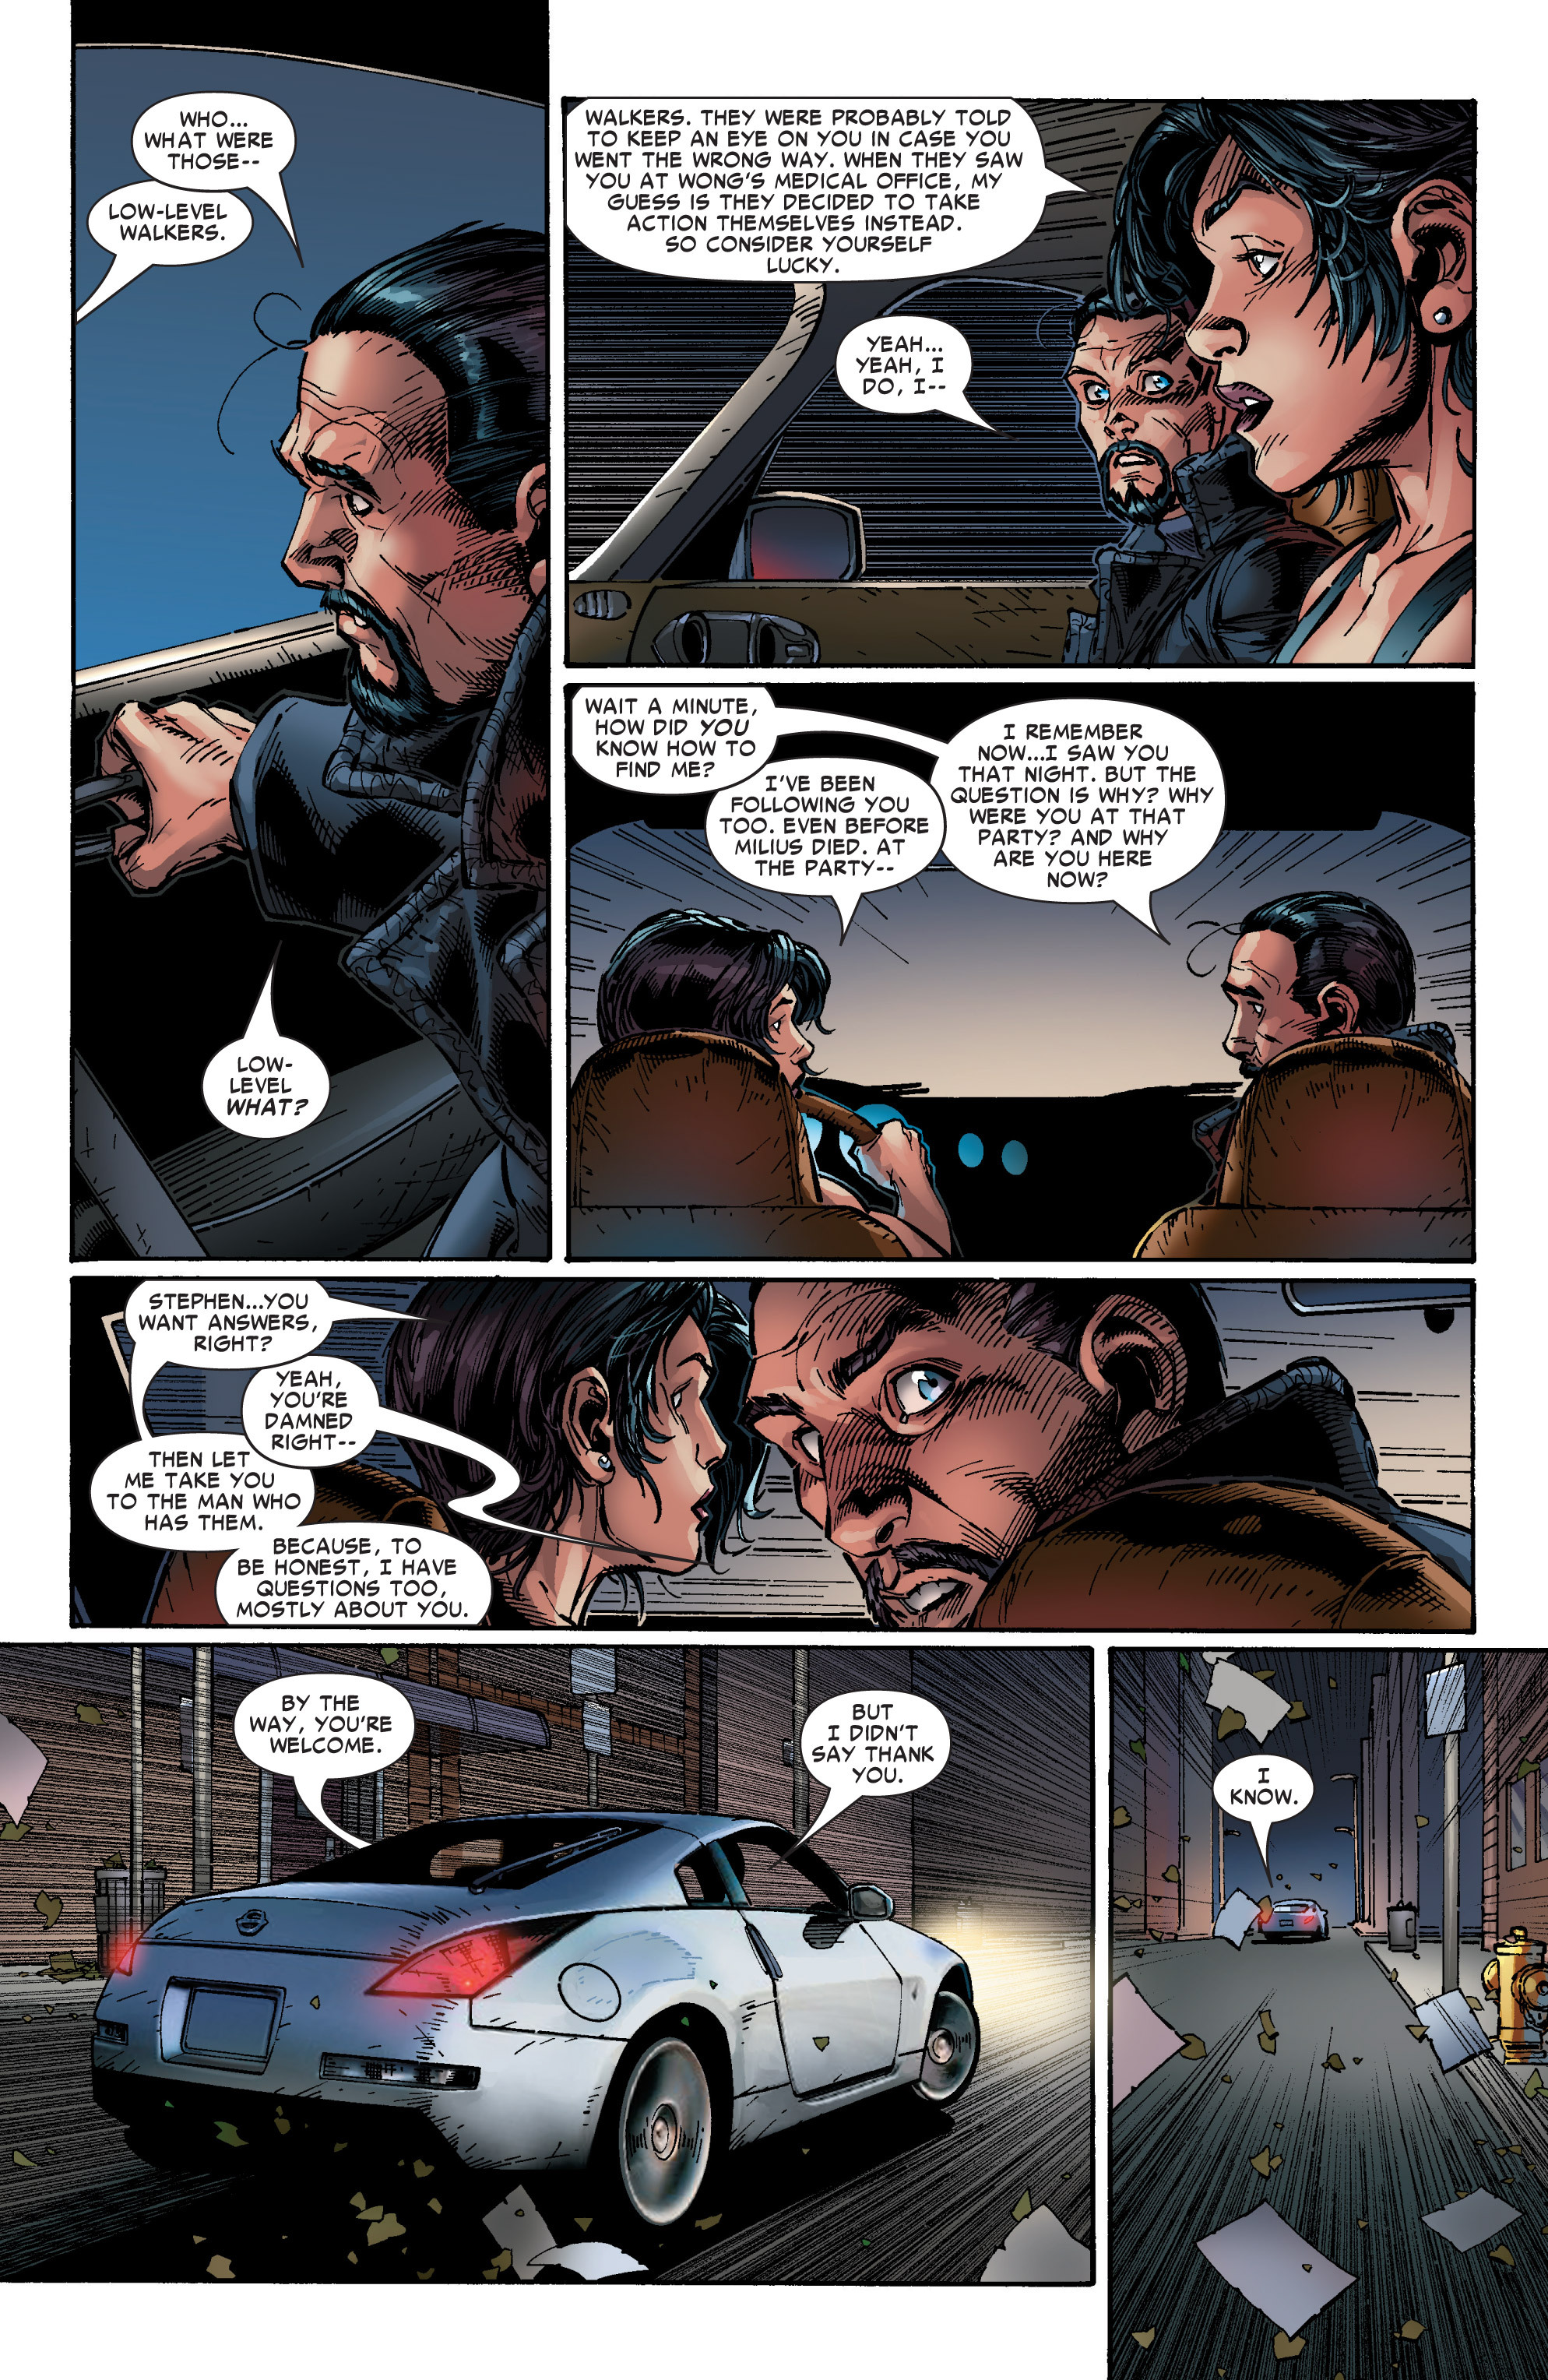 WHO...
WHAT WERE
THOSE--
LOW-LEVEL
WALKERS.
LOW-
LEVEL
WHAT?
WALKERS. THEY WERE PROBABLY TOLD
TO KEEP AN EYE ON YOU IN CASE YOU
WENT THE WRONG WAY. WHEN THEY SAW
YOU AT WONG'S MEDICAL OFFICE, MY
GUESS IS THEY DECIDED TO TAKE
ACTION THEMSELVES INSTEAD.
SO CONSIDER YOURSELF
LUCKY.
YEAH...
YEAH, I
DO, I--
WAIT A MINUTE,
HOW DID YOU
KNOW HOW TO
FIND ME?
I'VE BEEN
FOLLOWING YOU
TOO. EVEN BEFORE
MILIUS DIED. AT
THE PARTY--
I REMEMBER
NOW...I SAW YOU
THAT NIGHT. BUT THE
QUESTION IS WHY? WHY
WERE YOU AT THAT
PARTY? AND WHY
ARE YOU HERE
NOW?
STEPHEN...YOU
WANT ANSWERS,
RIGHT?
YEAH,
YOU'RE
DAMNED
RIGHT--
THEN LET
ME TAKE YOU
TO THE MAN WHO
HAS THEM.
BECAUSE, TO
BE HONEST, I HAVE
QUESTIONS TOO,
MOSTLY ABOUT YOU.
BY THE
WAY, YOU'RE
WELCOME.
BUT
I DIDN'T
SAY THANK
YOU.
I
KNOW.